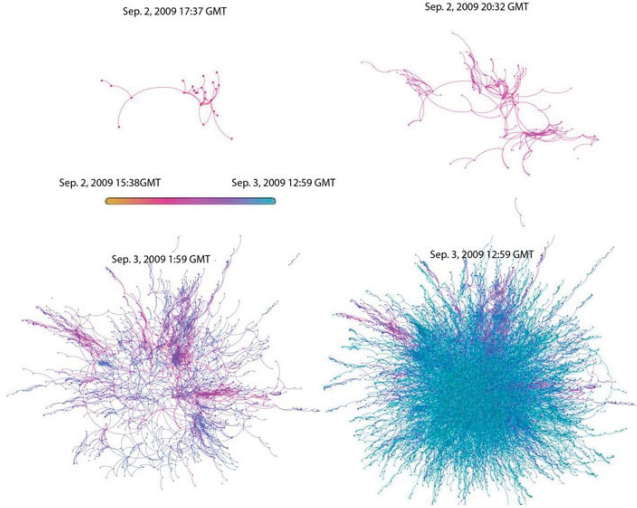 Sep. 2, 2009 17:37 GMT
Sep. 2, 2009 20:32 GMT
Sep. 2, 2009 15:38GMT
Sep. 3, 2009 12:59 GMT
Sep. 3, 2009 1:59 GMT
Sep. 3, 2009 12:59 GMT